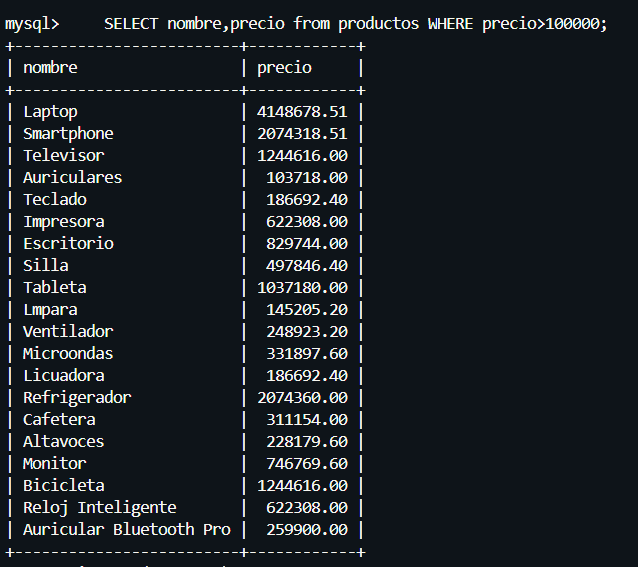 mysql>     SELECT nombre,precio from productos WHERE precio>100000;
+-------------------------+------------+
| nombre                  | precio     |
+-------------------------+------------+
| Laptop                  | 4148678.51 |
| Smartphone              | 2074318.51 |
| Televisor               | 1244616.00 |
| Auriculares             |  103718.00 |
| Teclado                 |  186692.40 |
| Impresora               |  622308.00 |
| Escritorio              |  829744.00 |
| Silla                   |  497846.40 |
| Tableta                 | 1037180.00 |
| Lmpara                  |  145205.20 |
| Ventilador              |  248923.20 |
| Microondas              |  331897.60 |
| Licuadora               |  186692.40 |
| Refrigerador            | 2074360.00 |
| Cafetera                |  311154.00 |
| Altavoces               |  228179.60 |
| Monitor                 |  746769.60 |
| Bicicleta               | 1244616.00 |
| Reloj Inteligente       |  622308.00 |
| Auricular Bluetooth Pro |  259900.00 |
+-------------------------+------------+